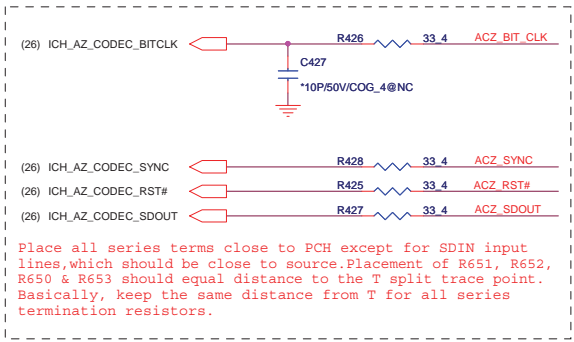 (26) ICH_AZ_CODEC_BITCLK R426 33_4 ACZ_BIT_CLK
C427
*10P/50V/COG_4@NC
(26) ICH_AZ_CODEC_SYNC R428 33_4 ACZ_SYNC
(26) ICH_AZ_CODEC_RST# R425 33_4 ACZ_RST#
(26) ICH_AZ_CODEC_SDOUT R427 33_4 ACZ_SDOUT
Place all series terms close to PCH except for SDIN input
lines,which should be close to source.Placement of R651, R652,
R650 & R653 should equal distance to the T split trace point.
Basically, keep the same distance from T for all series
termination resistors.